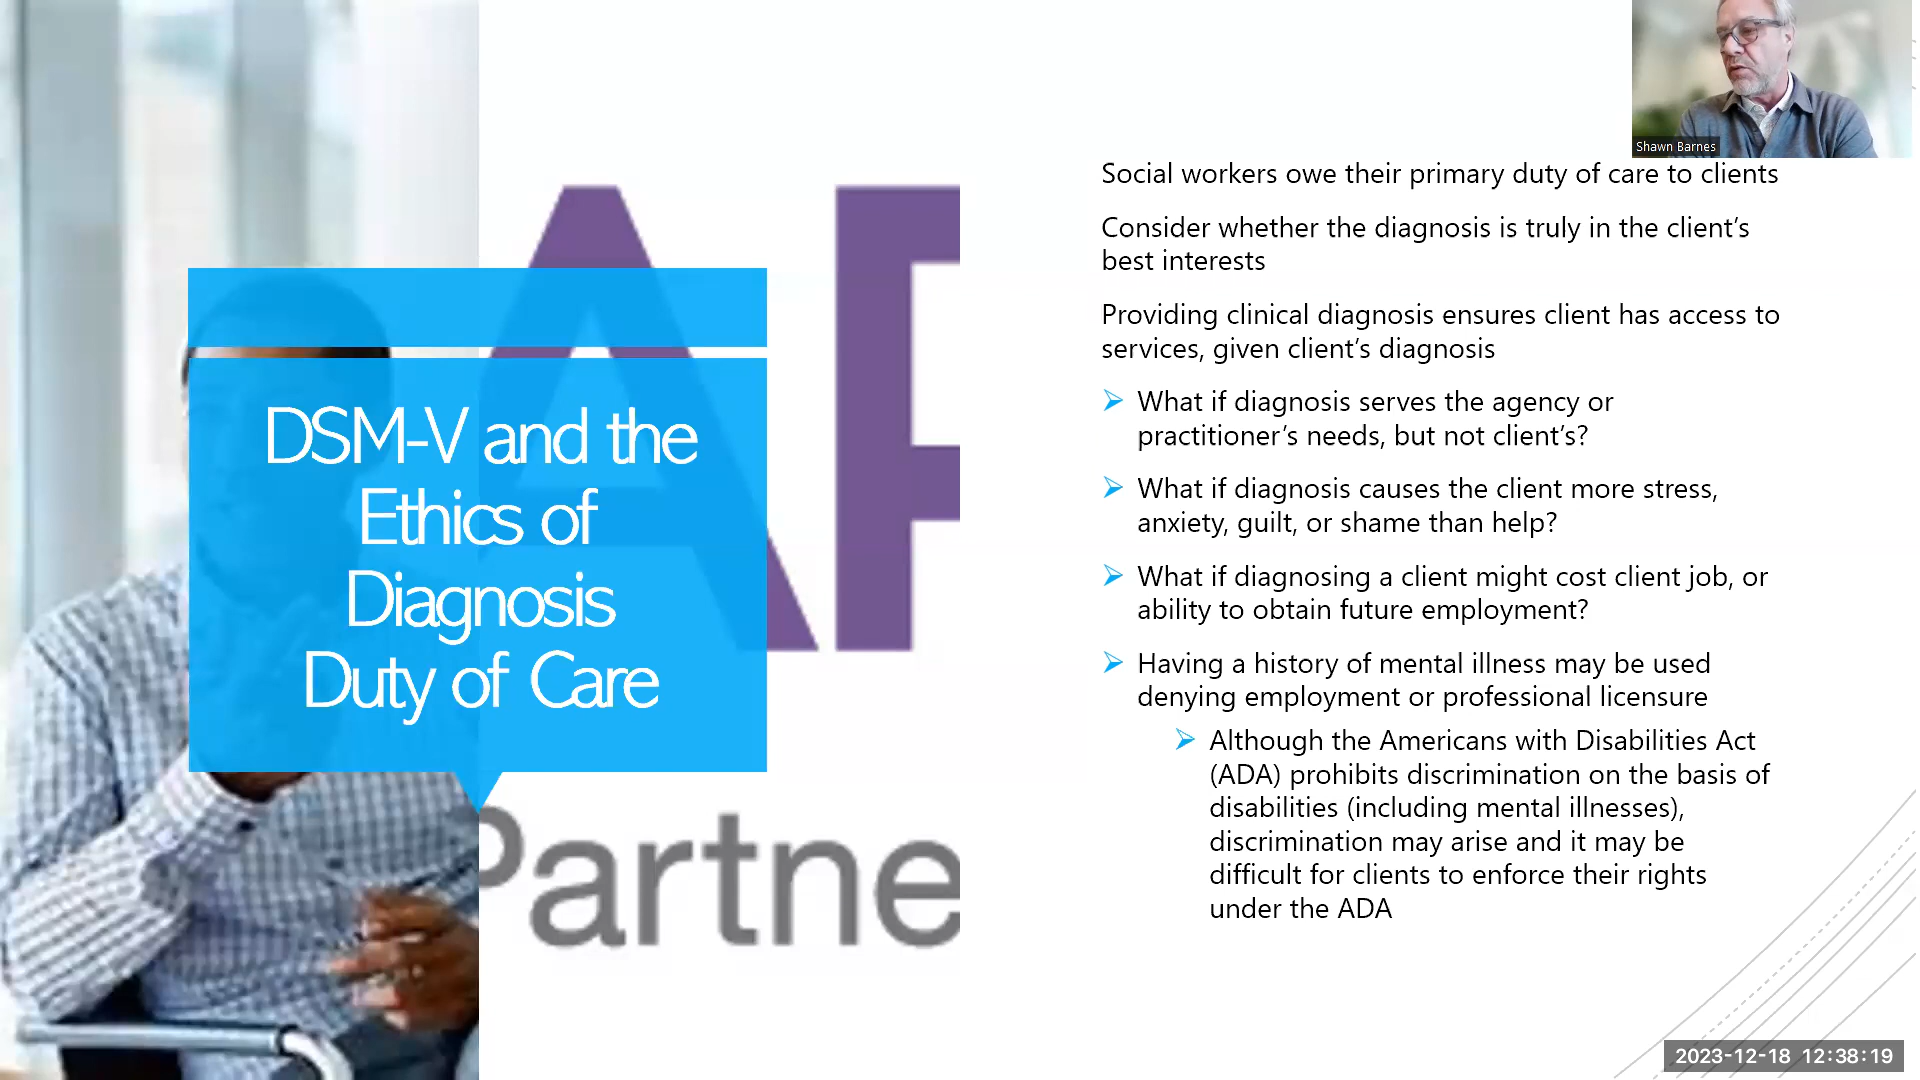 Shawn Barnes
AP
Partne
DSM-V and the
Ethics of
Diagnosis
Duty of Care
Social workers owe their primary duty of care to clients
Consider whether the diagnosis is truly in the client’s
best interests
Providing clinical diagnosis ensures client has access to
services, given client’s diagnosis
What if diagnosis serves the agency or
practitioner’s needs, but not client’s?
What if diagnosis causes the client more stress,
anxiety, guilt, or shame than help?
What if diagnosing a client might cost client job, or
ability to obtain future employment?
Having a history of mental illness may be used
denying employment or professional licensure
Although the Americans with Disabilities Act
(ADA) prohibits discrimination on the basis of
disabilities (including mental illnesses),
discrimination may arise and it may be
difficult for clients to enforce their rights
under the ADA
2023-12-18 12:38:19